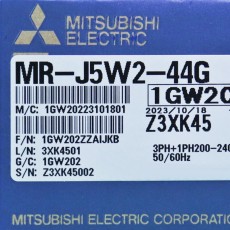 MITSUBISHI
ELECTRIC
MR-J5W2-44G
1GW20
M/C: 1GW20223101801
2023/10/18
Z3XK45
F/N: 1GW202ZZAIJKB
L/N: 3XK4501
3PH+1PH200-240
G/N: 1GW202
50/60Hz
S/N: Z3XK45002
MITSUBISHI ELECTRIC CORPORATION